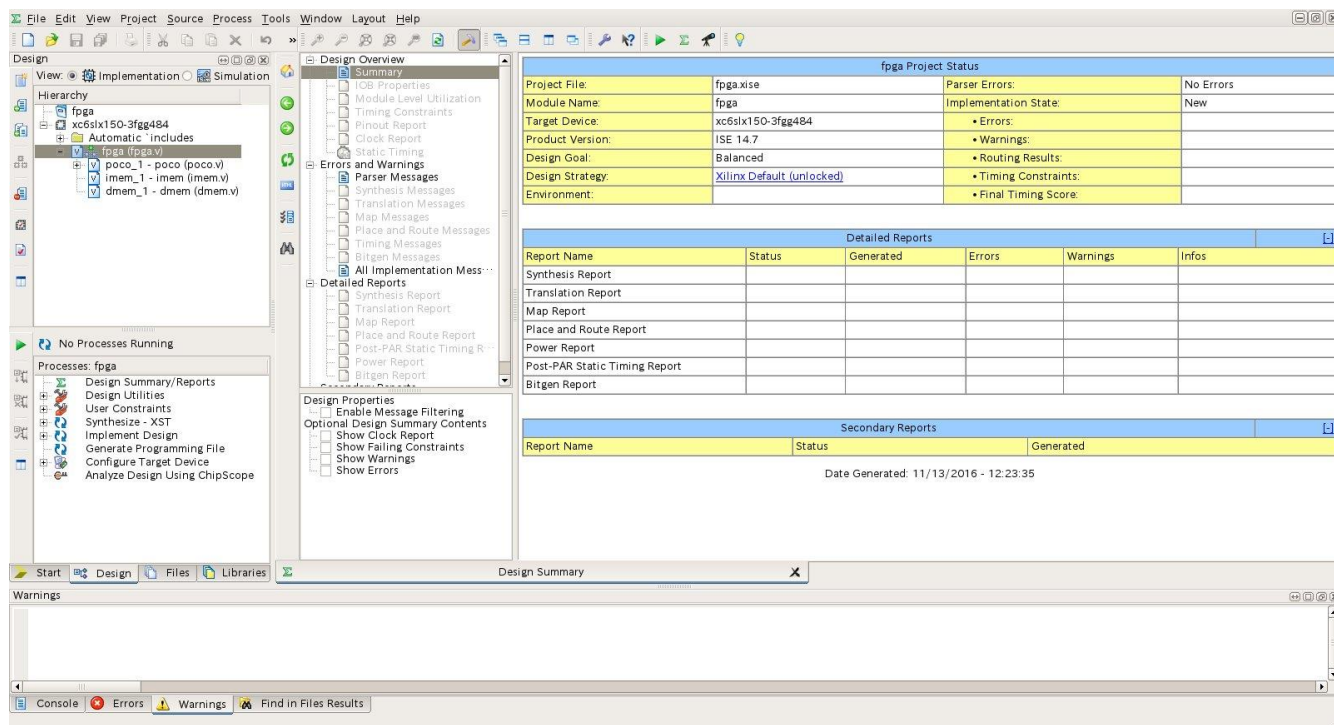 File Edit View Project Source Process Tools Window Layout Help
Design
View: Implementation Simulation
Hierarchy
fpga
xc6slx150-3fgg484
Automatic `includes
fpga (fpga.v)
poco_1 - poco (poco.v)
imem_1 - imem (imem.v)
dmem_1 - dmem (dmem.v)
No Processes Running
Processes: fpga
Design Summary/Reports
Design Utilities
User Constraints
Synthesize - XST
Implement Design
Generate Programming File
Configure Target Device
Analyze Design Using ChipScope
Start Design Files Libraries
Design Overview
Summary
IOB Properties
Module Level Utilization
Timing Constraints
Pinout Report
Clock Report
Static Timing
Errors and Warnings
Parser Messages
Synthesis Messages
Translation Messages
Map Messages
Place and Route Messages
Timing Messages
Bitgen Messages
All Implementation Mess...
Detailed Reports
Synthesis Report
Translation Report
Map Report
Place and Route Report
Post-PAR Static Timing R...
Power Report
Bitgen Report
Secondary Reports
Design Properties
Enable Message Filtering
Optional Design Summary Contents
Show Clock Report
Show Failing Constraints
Show Warnings
Show Errors
fpga Project Status
Project File: fpga.xise Parser Errors: No Errors
Module Name: fpga Implementation State: New
Target Device: xc6slx150-3fgg484 • Errors:
Product Version: ISE 14.7 • Warnings:
Design Goal: Balanced • Routing Results:
Design Strategy: Xilinx Default (unlocked) • Timing Constraints:
Environment: • Final Timing Score:
Detailed Reports [-]
Report Name Status Generated Errors Warnings Infos
Synthesis Report
Translation Report
Map Report
Place and Route Report
Power Report
Post-PAR Static Timing Report
Bitgen Report
Secondary Reports [-]
Report Name Status Generated
Date Generated: 11/13/2016 - 12:23:35
Design Summary
Warnings
Console Errors Warnings Find in Files Results